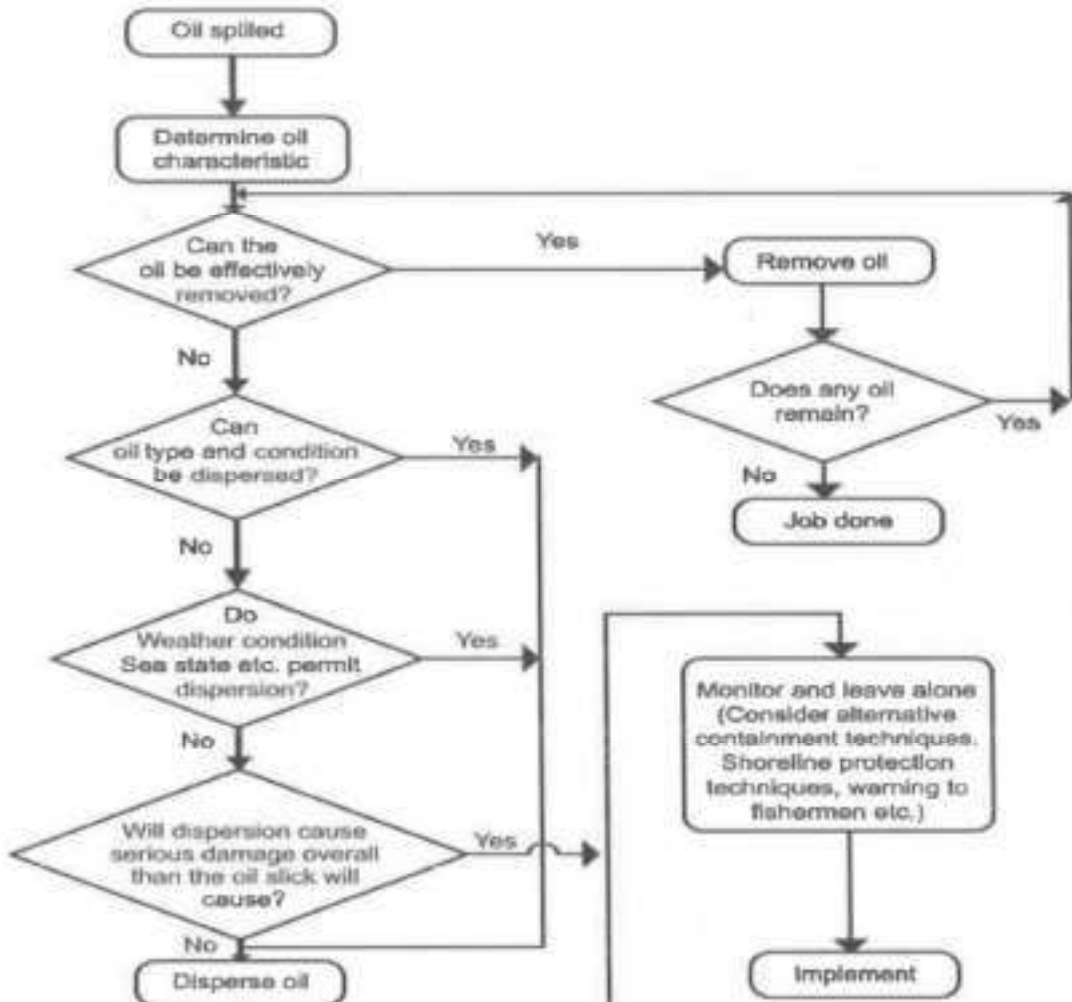 Oil spilled
Determine oil
characteristic
Can the
oil be effectively
removed?
Yes
Remove oil
No
Does any oil
remain?
Yes
No
Job done
Can
oil type and condition
be dispersed?
Yes
No
Do
Weather condition
Sea state etc. permit
dispersion?
Yes
No
Monitor and leave alone
(Consider alternative
containment techniques.
Shoreline protection
techniques, warning to
fishermen etc.)
Will dispersion cause
serious damage overall
than the oil slick will
cause?
Yes
No
Disperse oil
Implement